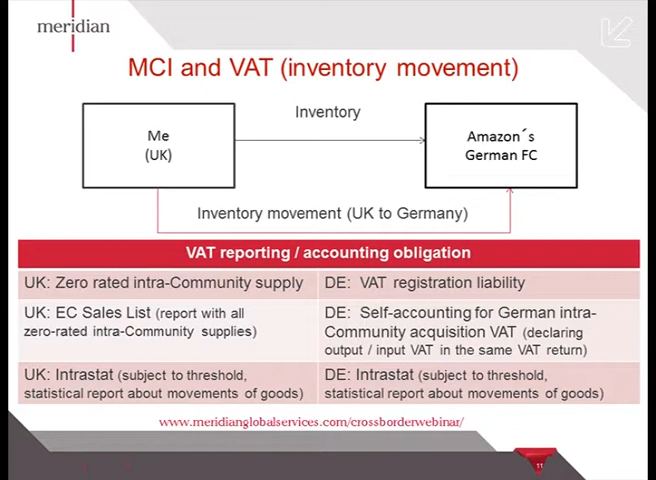 meridian
MCI and VAT (inventory movement)
Inventory
Me
(UK)
Amazon´s
German FC
Inventory movement (UK to Germany)
VAT reporting / accounting obligation
UK: Zero rated intra-Community supply
DE: VAT registration liability
UK: EC Sales List (report with all
zero-rated intra-Community supplies)
DE: Self-accounting for German intra-
Community acquisition VAT (declaring
output / input VAT in the same VAT return)
UK: Intrastat (subject to threshold,
statistical report about movements of goods)
DE: Intrastat (subject to threshold,
statistical report about movements of goods)
www.meridianglobalservices.com/crossborderwebinar/
11